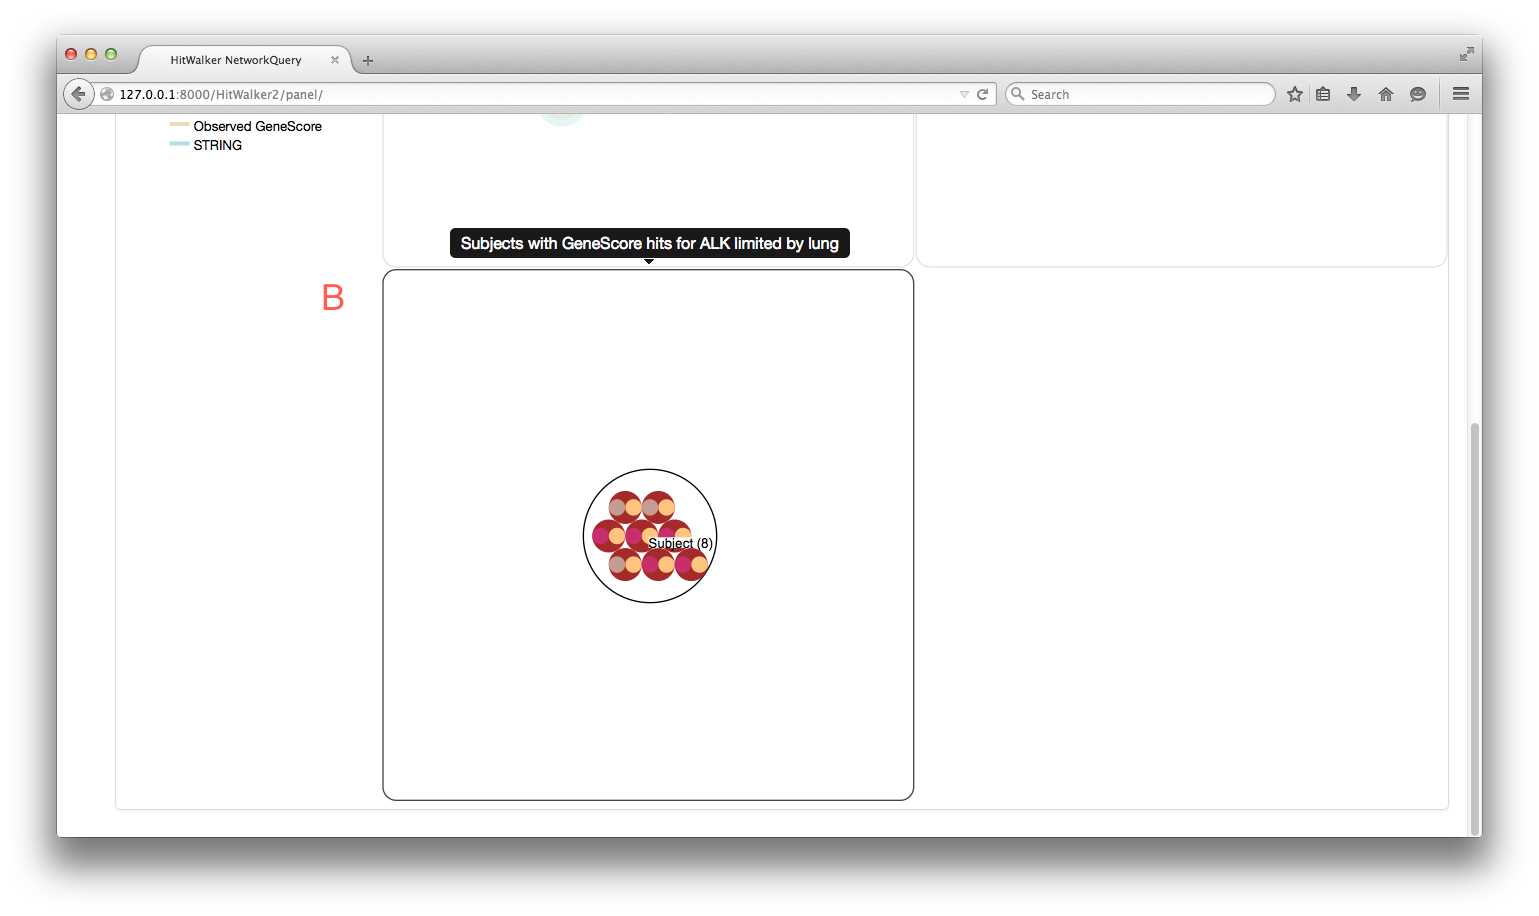 HitWalker NetworkQuery
127.0.0.1:8000/HitWalker2/panel/
Search
Observed GeneScore
STRING
Subjects with GeneScore hits for ALK limited by lung
B
Subject (8)